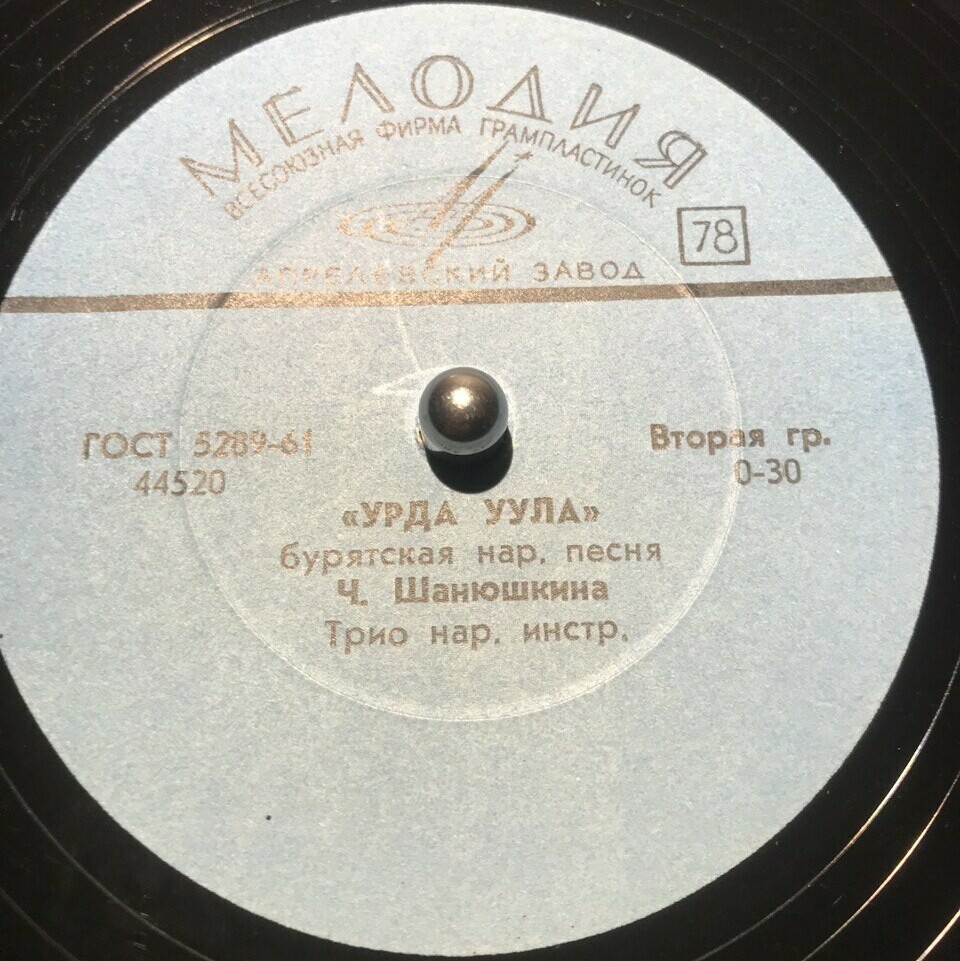 МЕЛОДИЯ
ВСЕСОЮЗНАЯ ФИРМА ГРАМПЛАСТИНОК
78
АПРЕЛЕВСКИЙ ЗАВОД
ГОСТ 5289-61
44520
Вторая гр.
0-30
«УРДА УУЛА»
бурятская нар. песня
Ч. Шанюшкина
Трио нар. инстр.